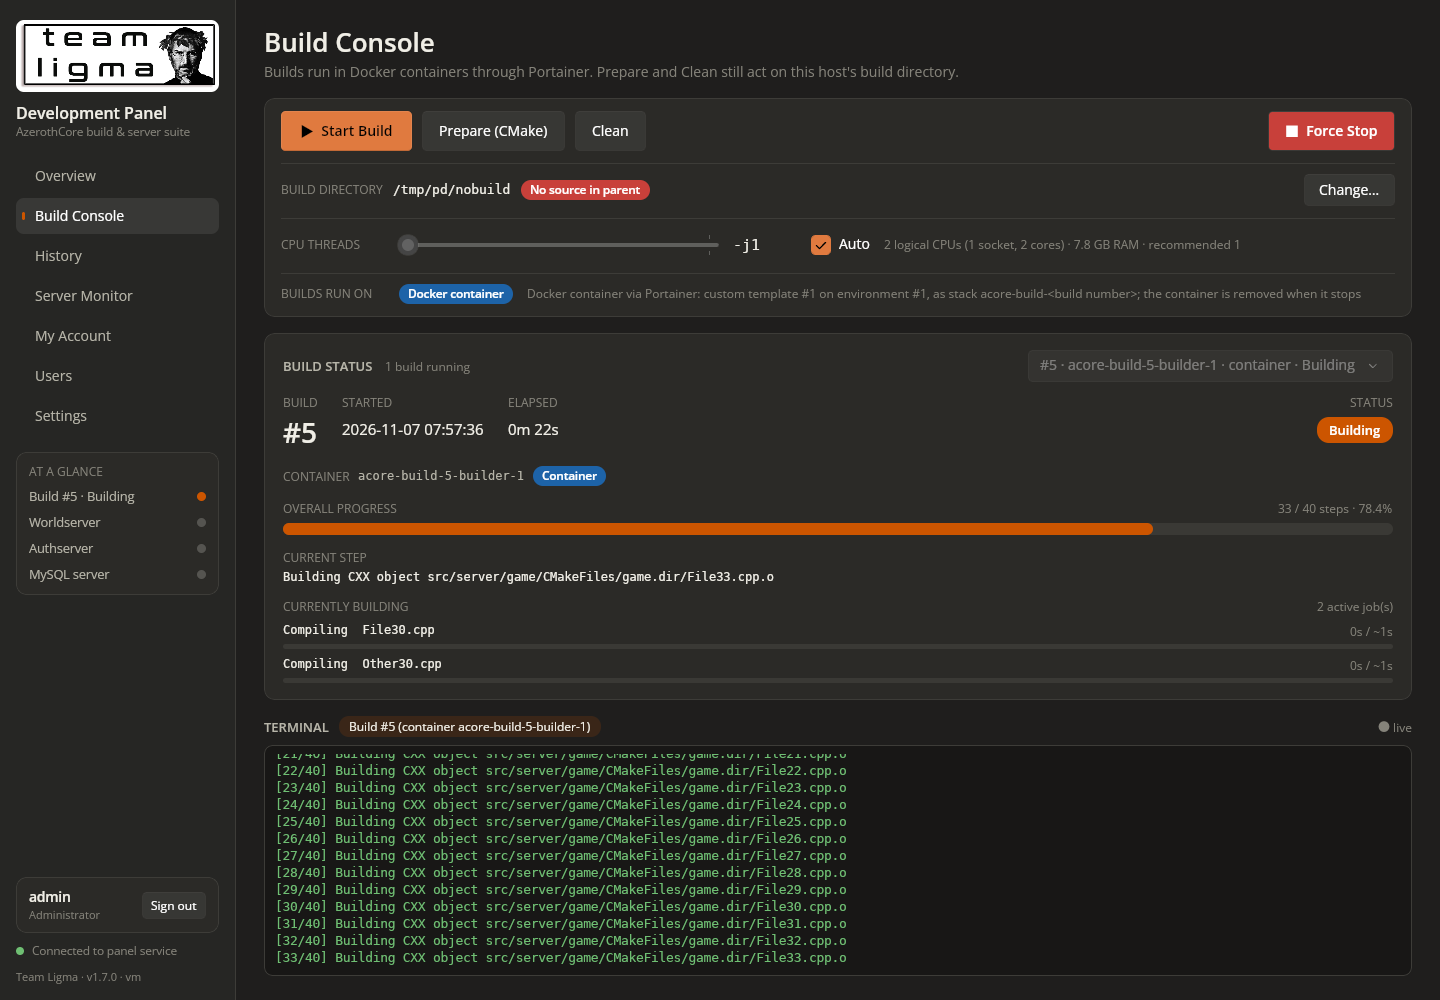 team
ligma
Development Panel
AzerothCore build & server suite
Overview
Build Console
History
Server Monitor
My Account
Users
Settings
AT A GLANCE
Build #5 · Building
Worldserver
Authserver
MySQL server
admin
Administrator
Sign out
Connected to panel service
Team Ligma · v1.7.0 · vm
Build Console
Builds run in Docker containers through Portainer. Prepare and Clean still act on this host's build directory.
Start Build
Prepare (CMake)
Clean
Force Stop
BUILD DIRECTORY /tmp/pd/nobuild No source in parent
Change...
CPU THREADS -j1 Auto 2 logical CPUs (1 socket, 2 cores) · 7.8 GB RAM · recommended 1
BUILDS RUN ON Docker container Docker container via Portainer: custom template #1 on environment #1, as stack acore-build-<build number>; the container is removed when it stops
BUILD STATUS 1 build running
#5 · acore-build-5-builder-1 · container · Building
BUILD STARTED ELAPSED STATUS
#5 2026-11-07 07:57:36 0m 22s Building
CONTAINER acore-build-5-builder-1 Container
OVERALL PROGRESS 33 / 40 steps · 78.4%
CURRENT STEP
Building CXX object src/server/game/CMakeFiles/game.dir/File33.cpp.o
CURRENTLY BUILDING 2 active job(s)
Compiling File30.cpp 0s / ~1s
Compiling Other30.cpp 0s / ~1s
TERMINAL Build #5 (container acore-build-5-builder-1) live
[21/40] Building CXX object src/server/game/CMakeFiles/game.dir/File21.cpp.o
[22/40] Building CXX object src/server/game/CMakeFiles/game.dir/File22.cpp.o
[23/40] Building CXX object src/server/game/CMakeFiles/game.dir/File23.cpp.o
[24/40] Building CXX object src/server/game/CMakeFiles/game.dir/File24.cpp.o
[25/40] Building CXX object src/server/game/CMakeFiles/game.dir/File25.cpp.o
[26/40] Building CXX object src/server/game/CMakeFiles/game.dir/File26.cpp.o
[27/40] Building CXX object src/server/game/CMakeFiles/game.dir/File27.cpp.o
[28/40] Building CXX object src/server/game/CMakeFiles/game.dir/File28.cpp.o
[29/40] Building CXX object src/server/game/CMakeFiles/game.dir/File29.cpp.o
[30/40] Building CXX object src/server/game/CMakeFiles/game.dir/File30.cpp.o
[31/40] Building CXX object src/server/game/CMakeFiles/game.dir/File31.cpp.o
[32/40] Building CXX object src/server/game/CMakeFiles/game.dir/File32.cpp.o
[33/40] Building CXX object src/server/game/CMakeFiles/game.dir/File33.cpp.o